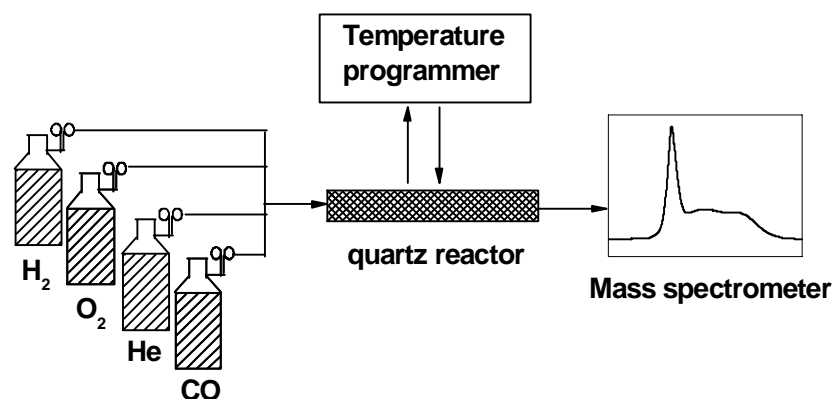 Temperature
programmer
H₂
O₂
He
CO
quartz reactor
Mass spectrometer